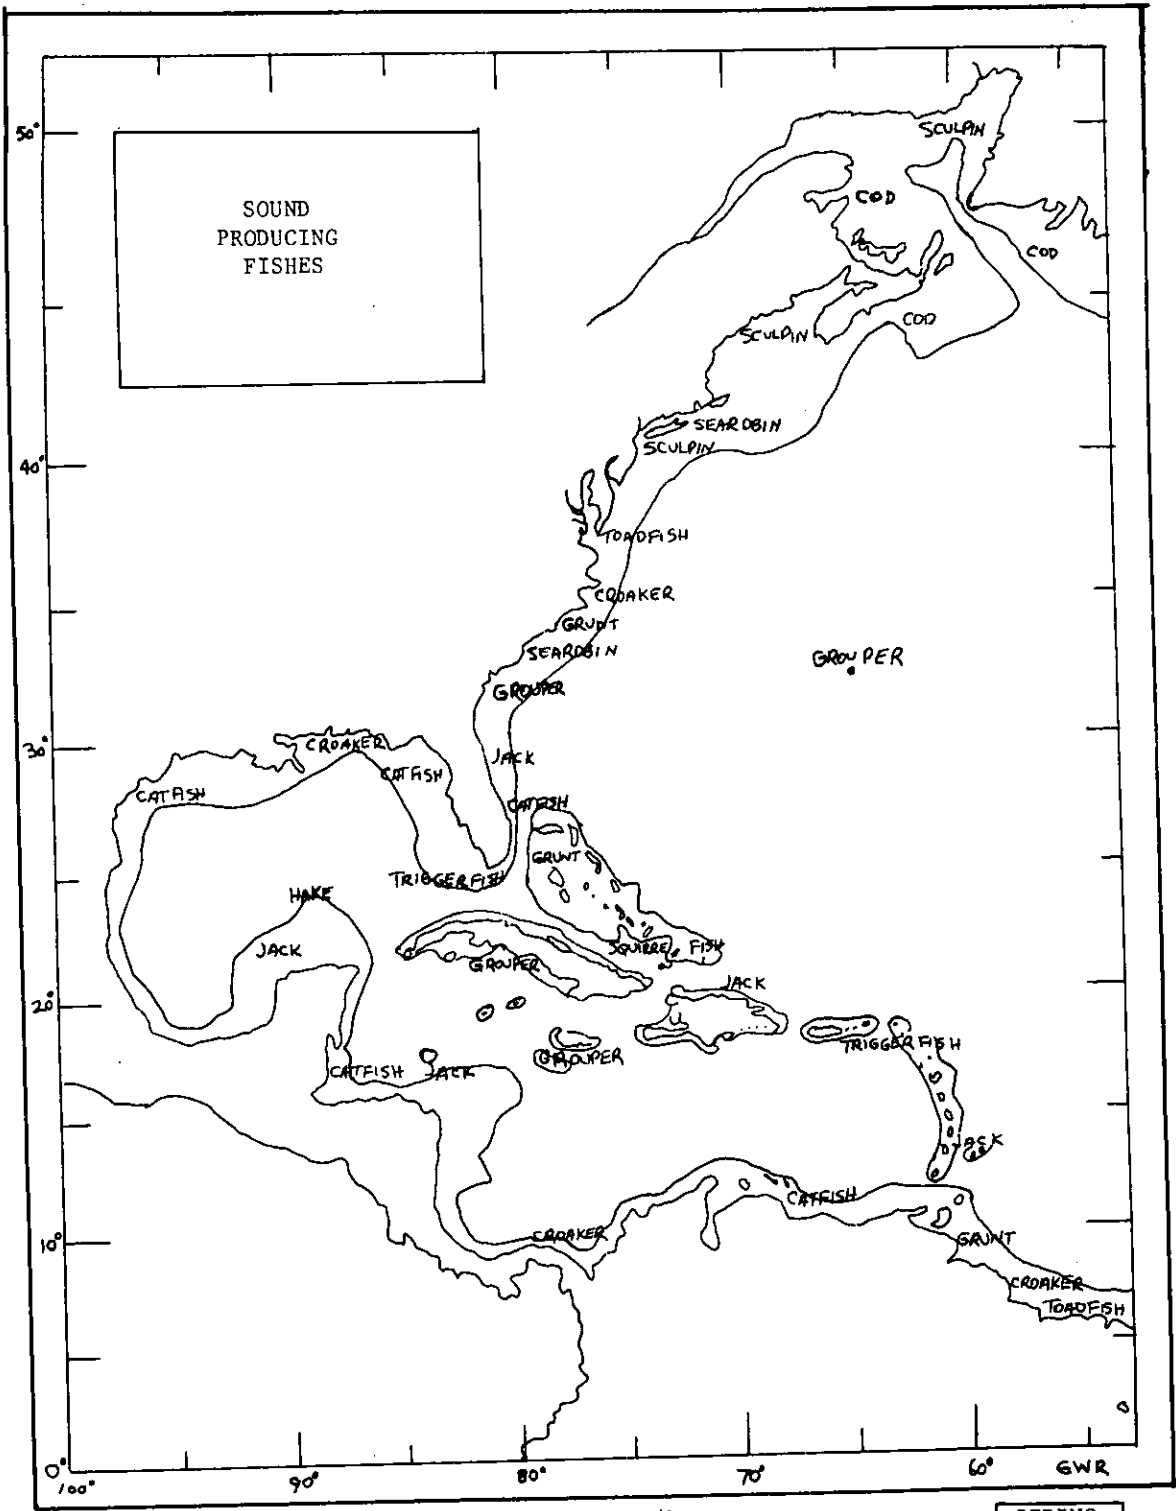 SOUND
PRODUCING
FISHES
50°
SCULPIN
COD
COD
COD
SCULPIN
SEAROBIN
SCULPIN
40°
TOADFISH
CROAKER
GRUNT
SEAROBIN
GROUPER
GROUPER
30°
CROAKER
JACK
CATFISH
CATFISH
CATFISH
GRUNT
TRIGGERFISH
HAKE
JACK
SQUIRREL FISH
GROUPER
JACK
20°
GROUPER
TRIGGERFISH
CATFISH
JACK
JACK
CATFISH
CROAKER
GRUNT
10°
CROAKER
TOADFISH
0°
100°
90°
80°
70°
60°
GWR